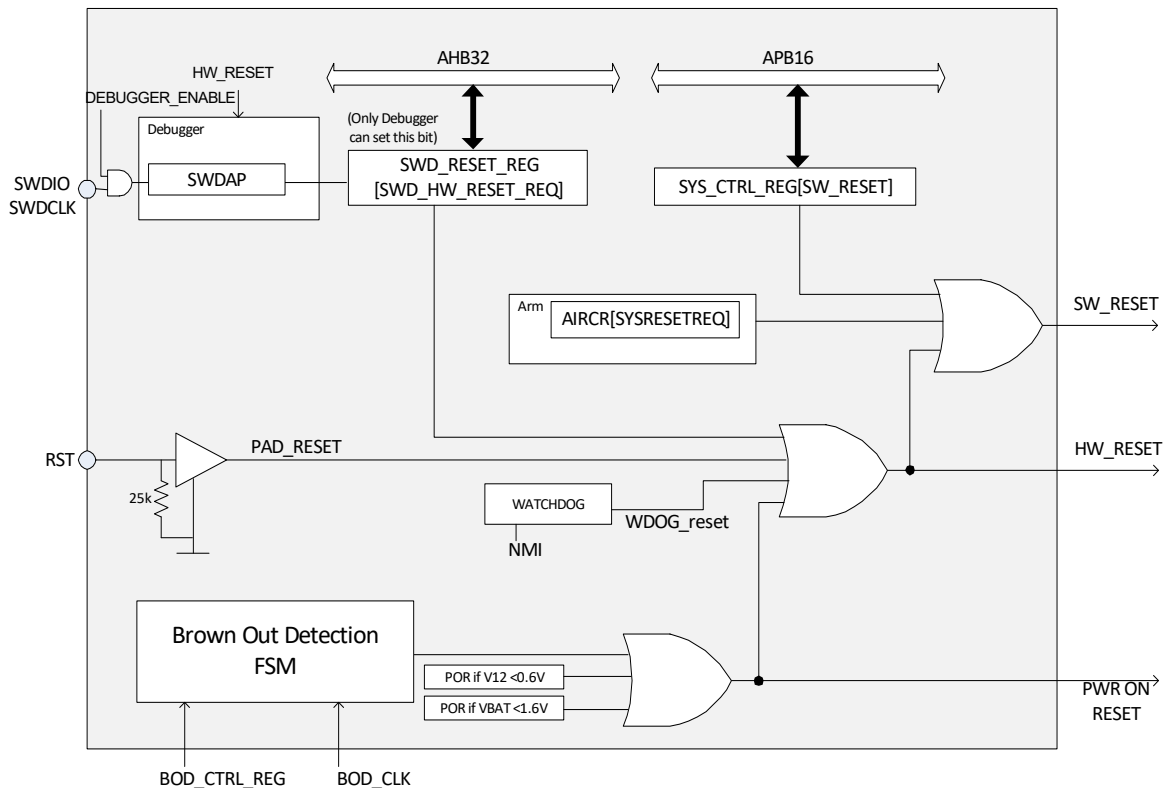 AHB32
APB16
HW_RESET
DEBUGGER_ENABLE
(Only Debugger
can set this bit)
Debugger
SWDAP
SWD_RESET_REG
[SWD_HW_RESET_REQ]
SYS_CTRL_REG[SW_RESET]
SWDIO
SWDCLK
Arm
AIRCR[SYSRESETREQ]
SW_RESET
RST
PAD_RESET
25k
HW_RESET
WATCHDOG
WDOG_reset
NMI
Brown Out Detection
FSM
POR if V12 <0.6V
POR if VBAT <1.6V
PWR ON
RESET
BOD_CTRL_REG
BOD_CLK